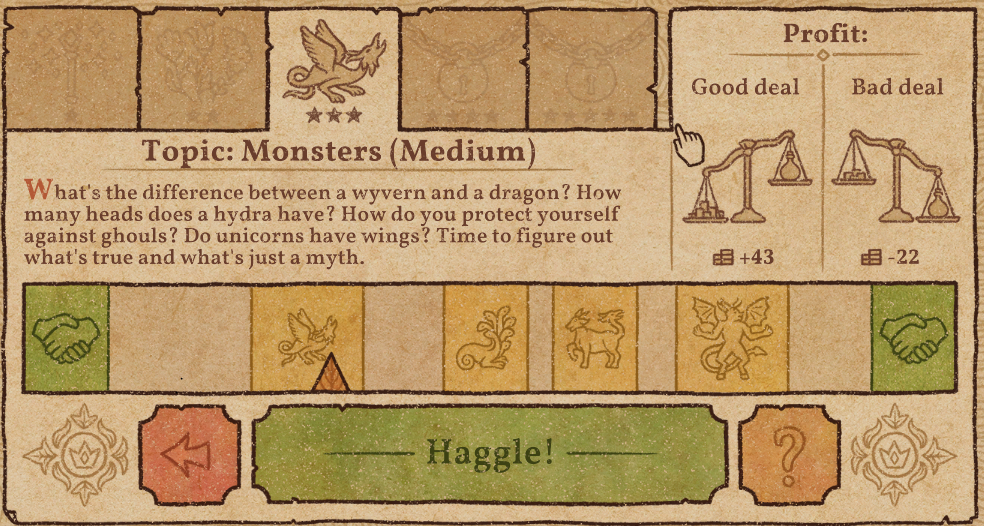 Profit:
Good deal
Bad deal
Topic: Monsters (Medium)
What's the difference between a wyvern and a dragon? How
many heads does a hydra have? How do you protect yourself
against ghouls? Do unicorns have wings? Time to figure out
what's true and what's just a myth.
+43
-22
Haggle!
?